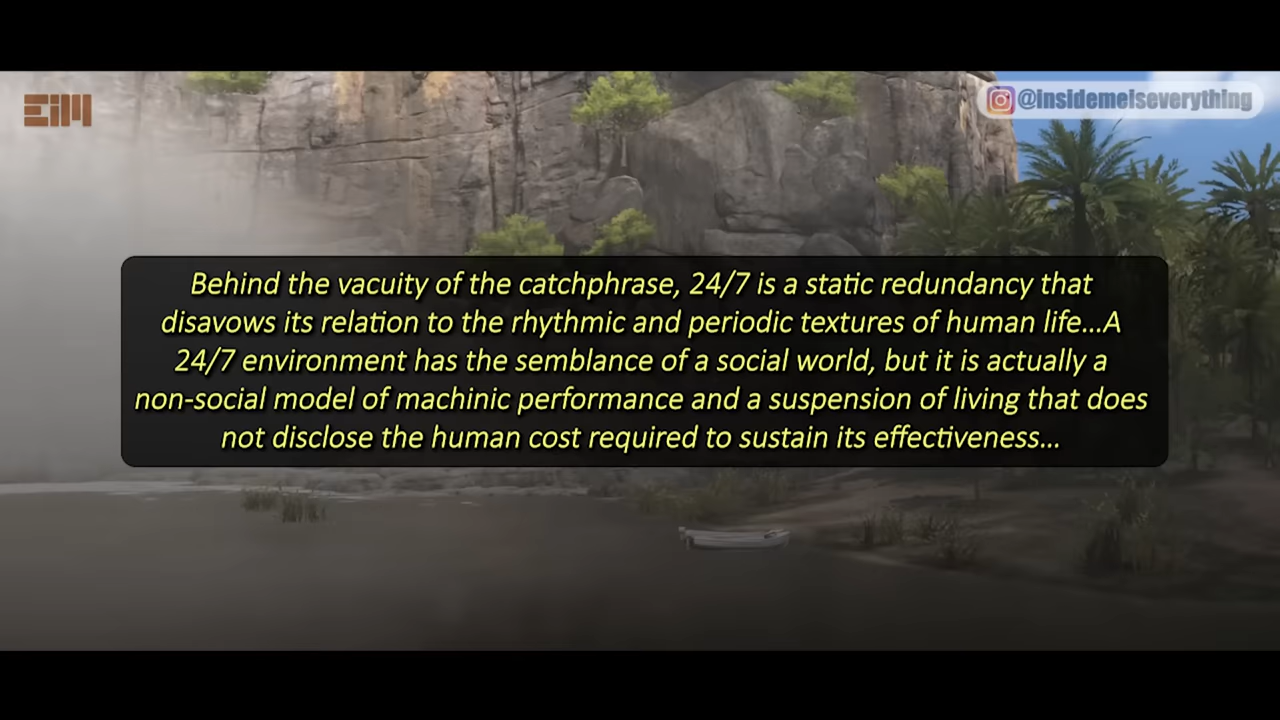 @insidemeiseverything
Behind the vacuity of the catchphrase, 24/7 is a static redundancy that
disavows its relation to the rhythmic and periodic textures of human life...A
24/7 environment has the semblance of a social world, but it is actually a
non-social model of machinic performance and a suspension of living that does
not disclose the human cost required to sustain its effectiveness...